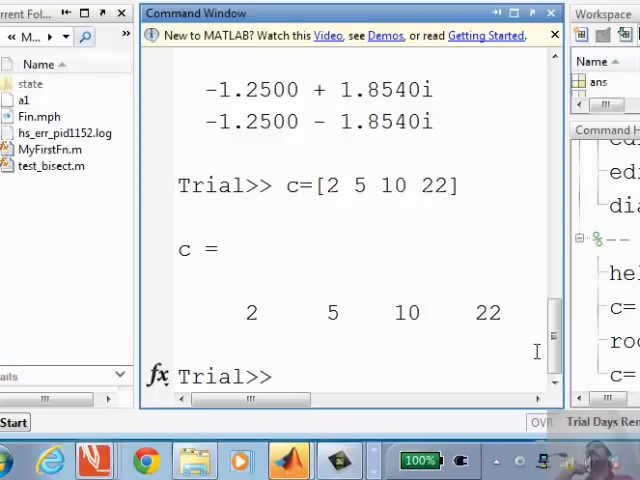 urrent Fol...
Command Window
Workspace
« M... ▸
New to MATLAB? Watch this Video, see Demos, or read Getting Started.
Name
Name
state
ans
a1
Fin.mph
hs_err_pid1152.log
MyFirstFn.m
test_bisect.m
-1.2500 + 1.8540i
-1.2500 - 1.8540i
Command H
edi
dia
%--
Trial>> c=[2 5 10 22]
c =
2 5 10 22
hel
c=
roo
c=
fx Trial>>
ails
Start
OVR
Trial Days Rem
100%